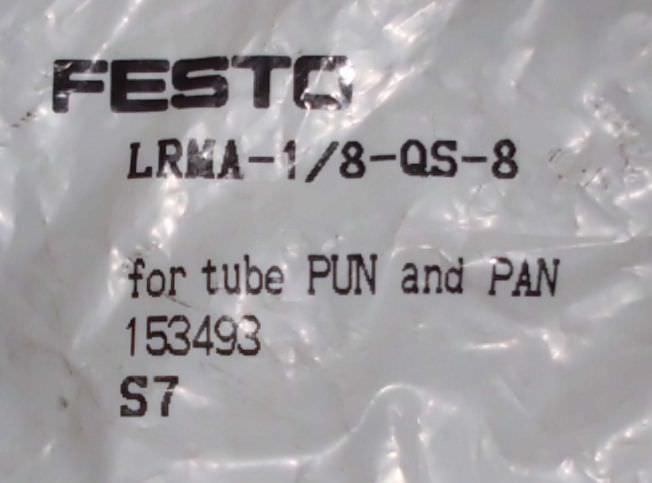 FESTO
LRMA-1/8-QS-8
for tube PUN and PAN
153493
S7